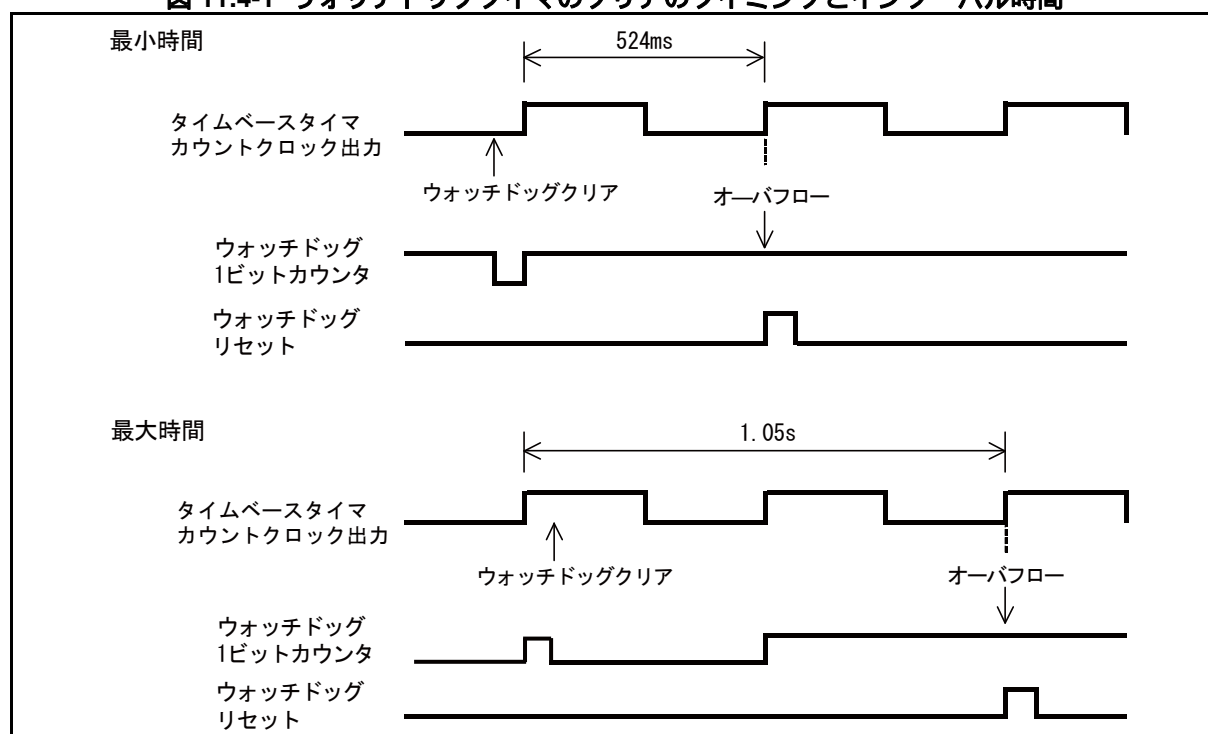 最小時間
524ms
タイムベースタイマ
カウントクロック出力
ウォッチドッグクリア
オ―バフロー
ウォッチドッグ
1ビットカウンタ
ウォッチドッグ
リセット
最大時間
1.05s
タイムベースタイマ
カウントクロック出力
ウォッチドッグクリア
オーバフロー
ウォッチドッグ
1ビットカウンタ
ウォッチドッグ
リセット